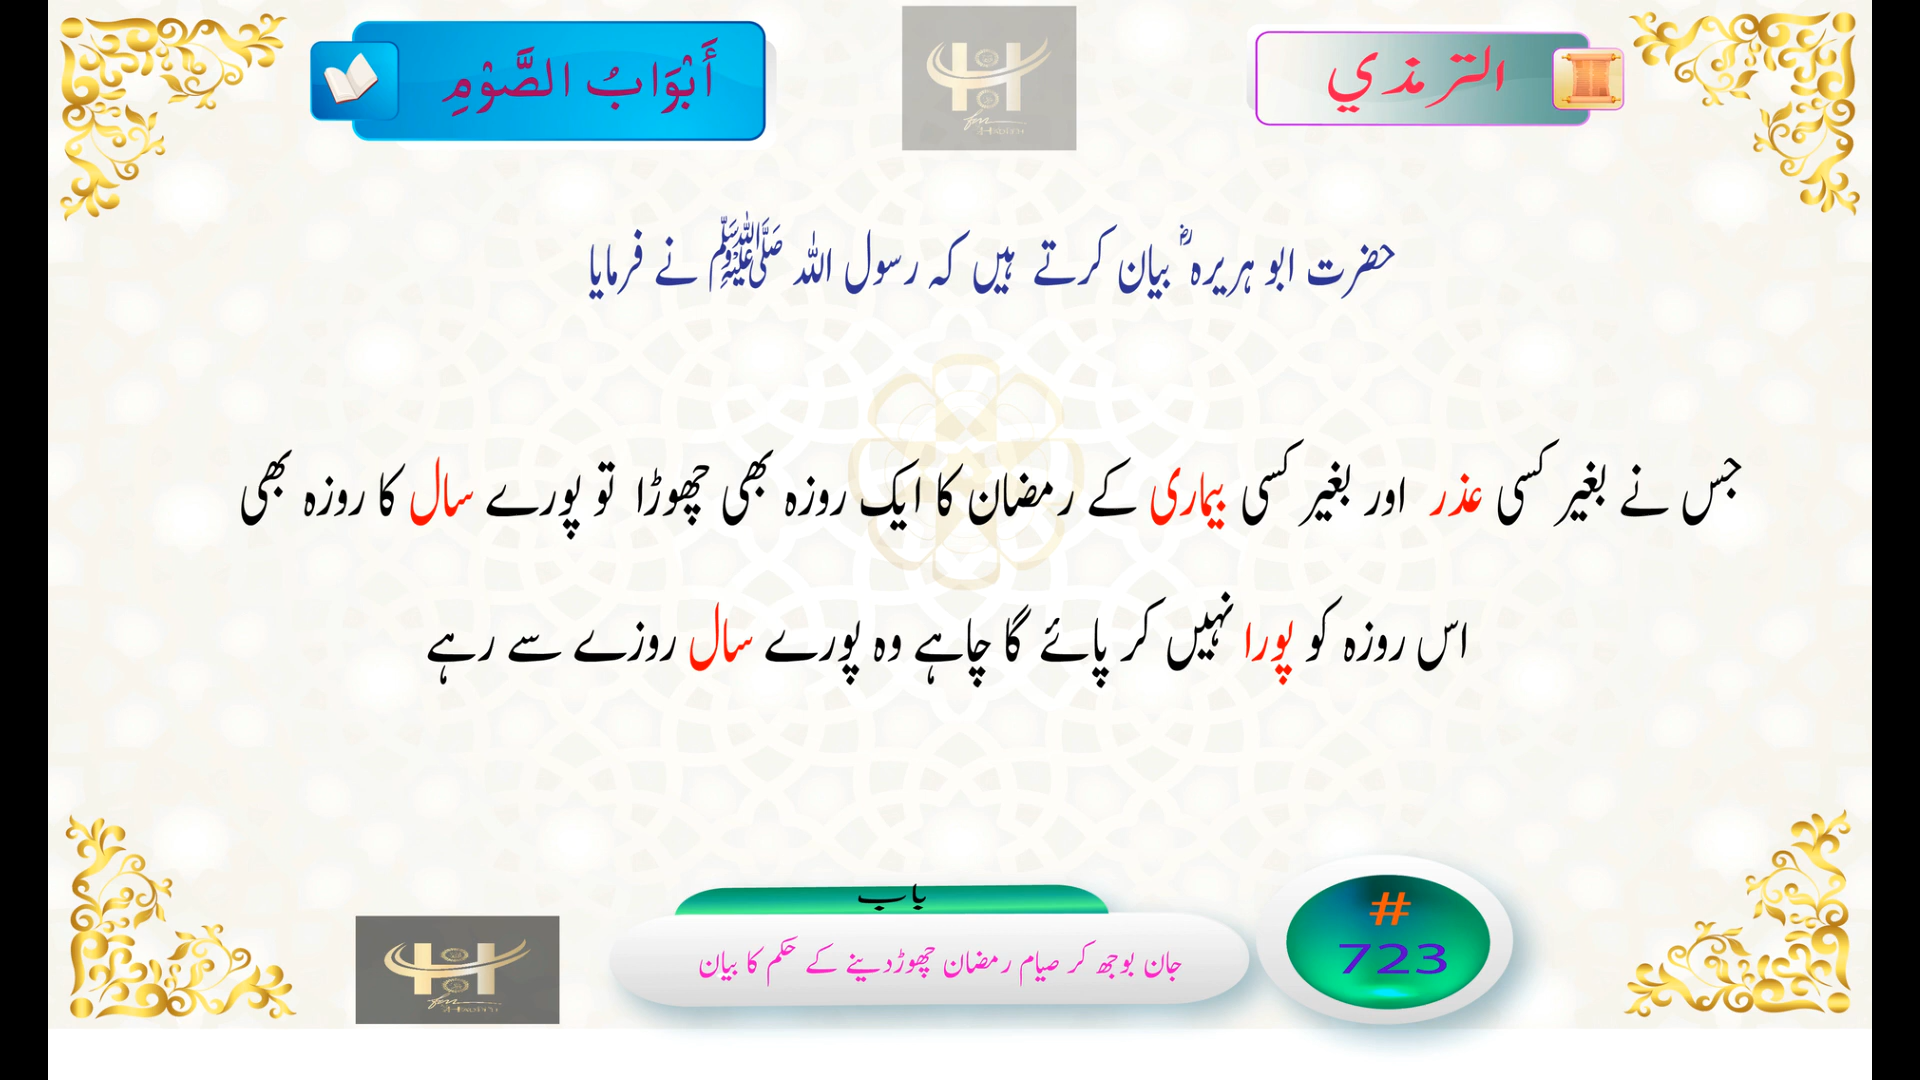 الترمذي
أَبْوَابُ الصَّوْمِ
حضرت ابو ہریرہ ؓ بیان کرتے ہیں کہ رسول اللہ ﷺ نے فرمایا
جس نے بغیر کسی عذر اور بغیر کسی بیماری کے رمضان کا ایک روزہ بھی چھوڑا تو پورے سال کا روزہ بھی
اس روزہ کو پورا نہیں کر پائے گا چاہے وہ پورے سال روزے سے رہے
باب
جان بوجھ کر صیام رمضان چھوڑدینے کے حکم کا بیان
#
723